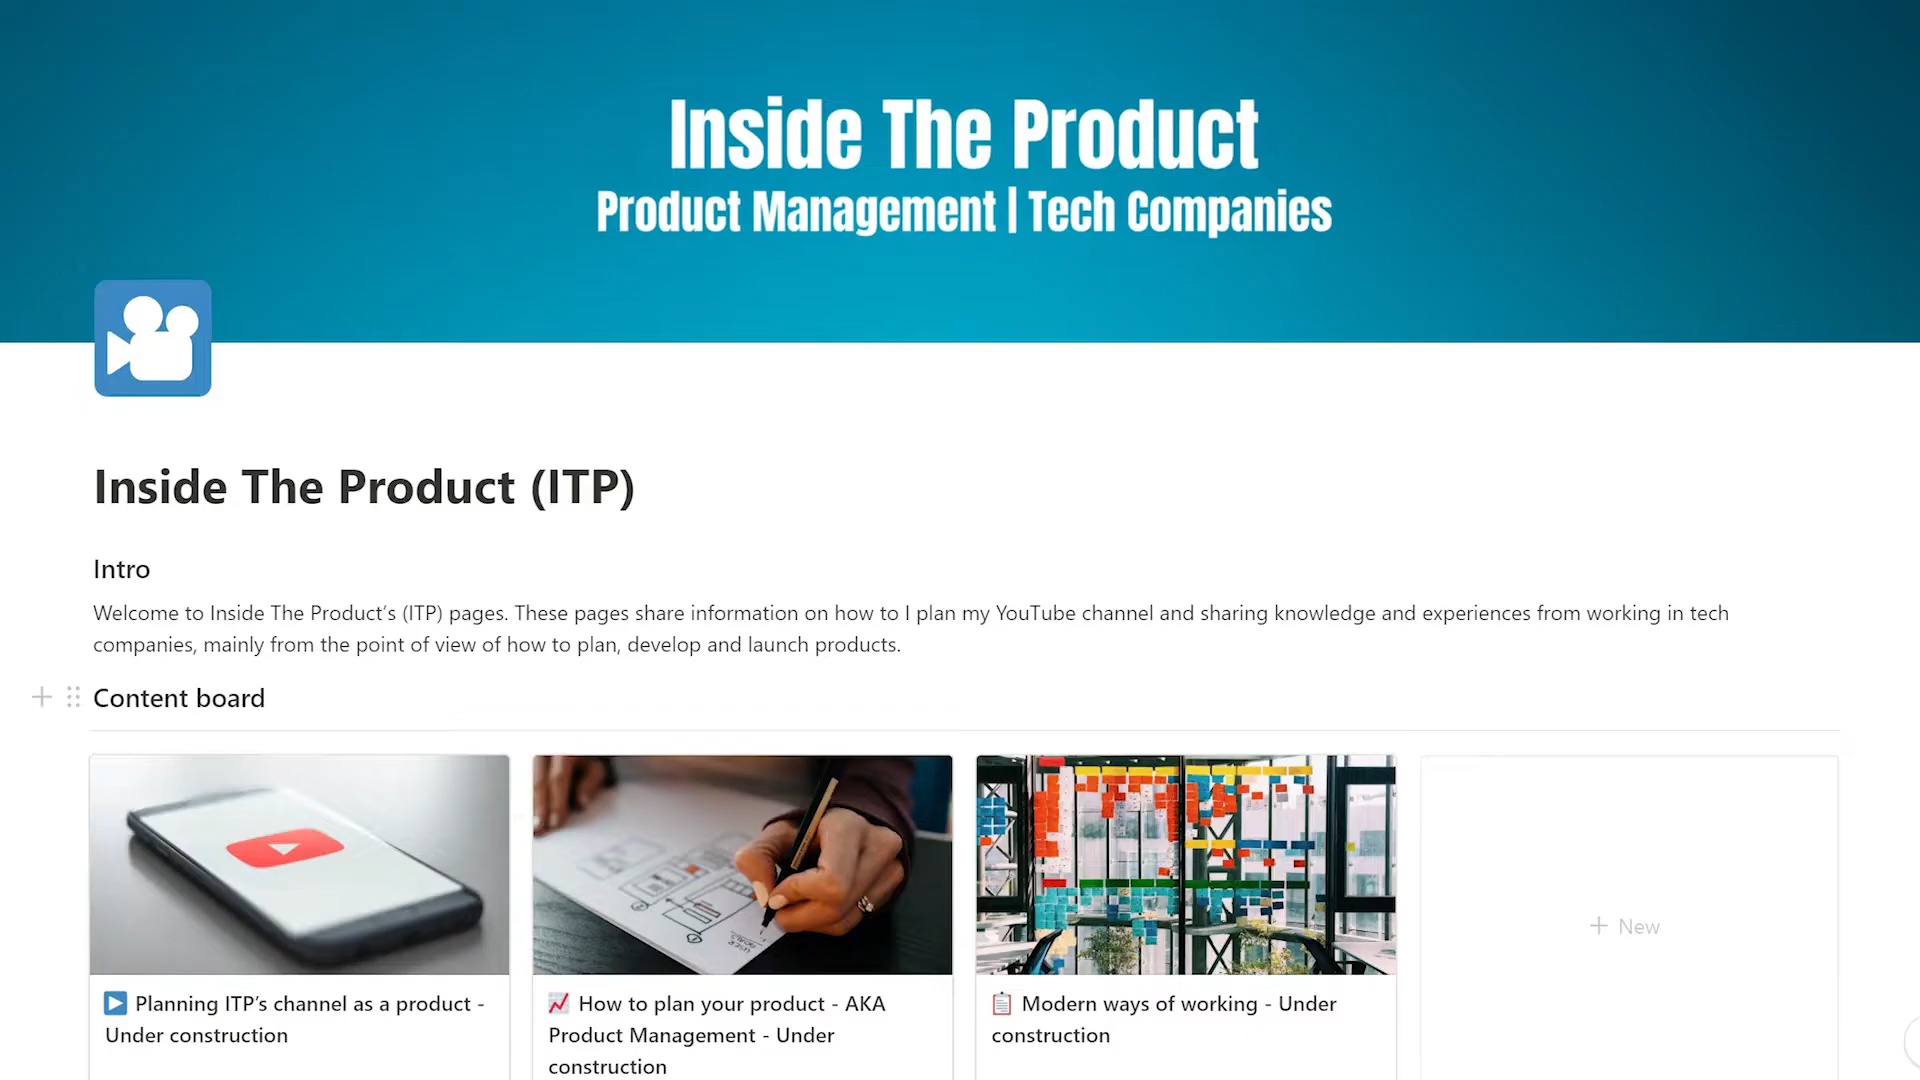 Inside The Product
Product Management | Tech Companies
Inside The Product (ITP)
Intro
Welcome to Inside The Product’s (ITP) pages. These pages share information on how to I plan my YouTube channel and sharing knowledge and experiences from working in tech
companies, mainly from the point of view of how to plan, develop and launch products.
Content board
Planning ITP’s channel as a product -
Under construction
How to plan your product - AKA
Product Management - Under
construction
Modern ways of working - Under
construction
New